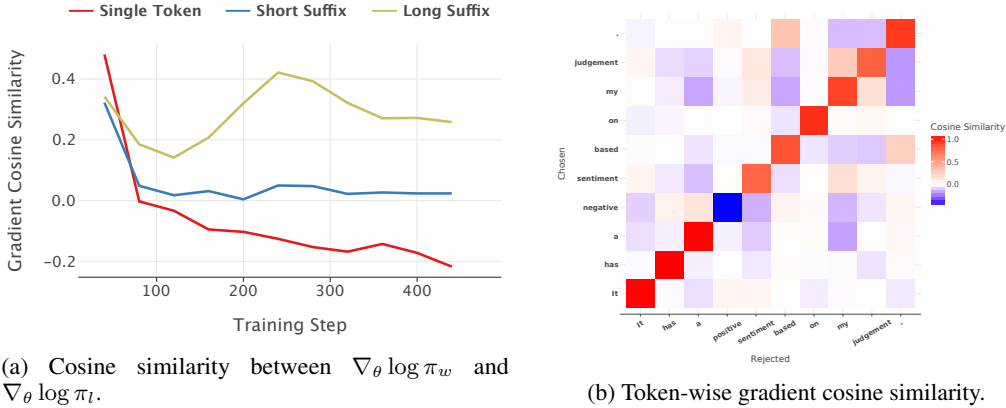 Single Token Short Suffix Long Suffix
Gradient Cosine Similarity
0.4
0.2
0.0
−0.2
100 200 300 400
Training Step
(a) Cosine similarity between ∇θ log πw and
∇θ log πl.
Chosen
.
judgement
my
on
based
sentiment
negative
a
has
It
It has a positive sentiment based on my judgement .
Rejected
Cosine Similarity
1.0
0.5
0.0
(b) Token-wise gradient cosine similarity.